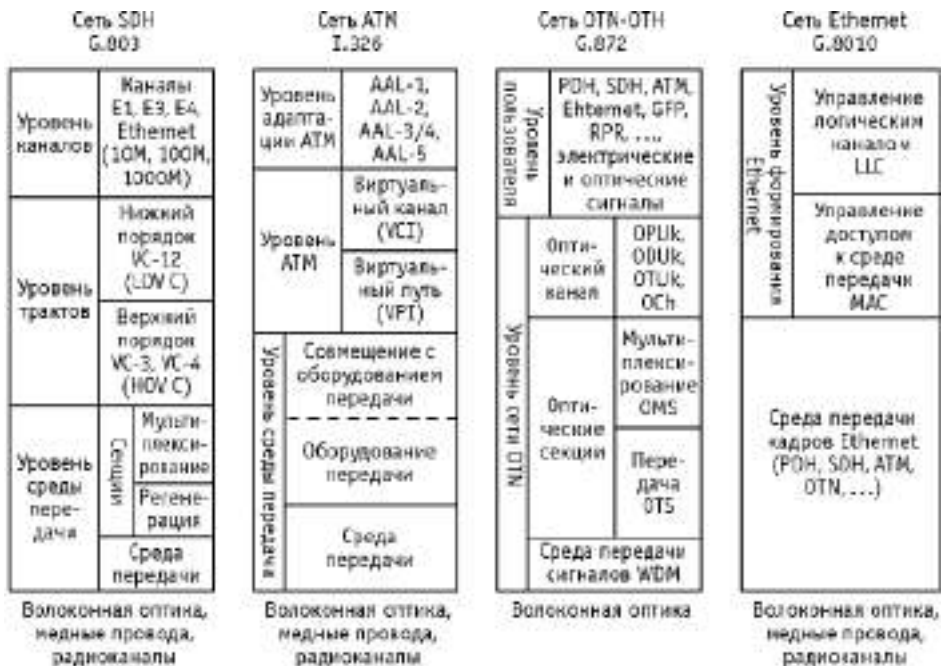 Сеть SDH
G.803
Уровень
каналов
Каналы
E1, E3, E4,
Ethernet
(10M, 100M,
1000M)
Уровень
трактов
Нижний
порядок
VC-12
(LOV C)
Верхний
порядок
VC-3, VC-4
(HOV C)
Уровень
среды
пере-
дачи
Секции
Мульти-
плекси-
рование
Регене-
рация
Среда
передачи
Волоконная оптика,
медные провода,
радиоканалы
Сеть ATM
I.326
Уровень
адапта-
ции ATM
AAL-1,
AAL-2,
AAL-3/4,
AAL-5
Уровень
ATM
Виртуаль-
ный канал
(VCI)
Виртуаль-
ный путь
(VPI)
Уровень среды передачи
Совмещение с
оборудованием
передачи
Оборудование
передачи
Среда
передачи
Волоконная оптика,
медные провода,
радиоканалы
Сеть OTN-OTH
G.872
Уровень
пользователя
PDH, SDH, ATM,
Ehternet, GFP,
RPR, ...,
электрические
и оптические
сигналы
Уровень сети OTN
Опти-
ческий
канал
OPUk,
ODUk,
OTUk,
OCh
Опти-
ческие
секции
Мульти-
плекси-
рование
OMS
Пере-
дача
OTS
Среда передачи
сигналов WDM
Волоконная оптика
Сеть Ethernet
G.8010
Уровень формирования
Ethernet
Управление
логическим
каналом
LLC
Управление
доступом
к среде
передачи
MAC
Среда передачи
кадров Ethernet
(PDH, SDH, ATM,
OTN, ...)
Волоконная оптика,
медные провода,
радиоканалы